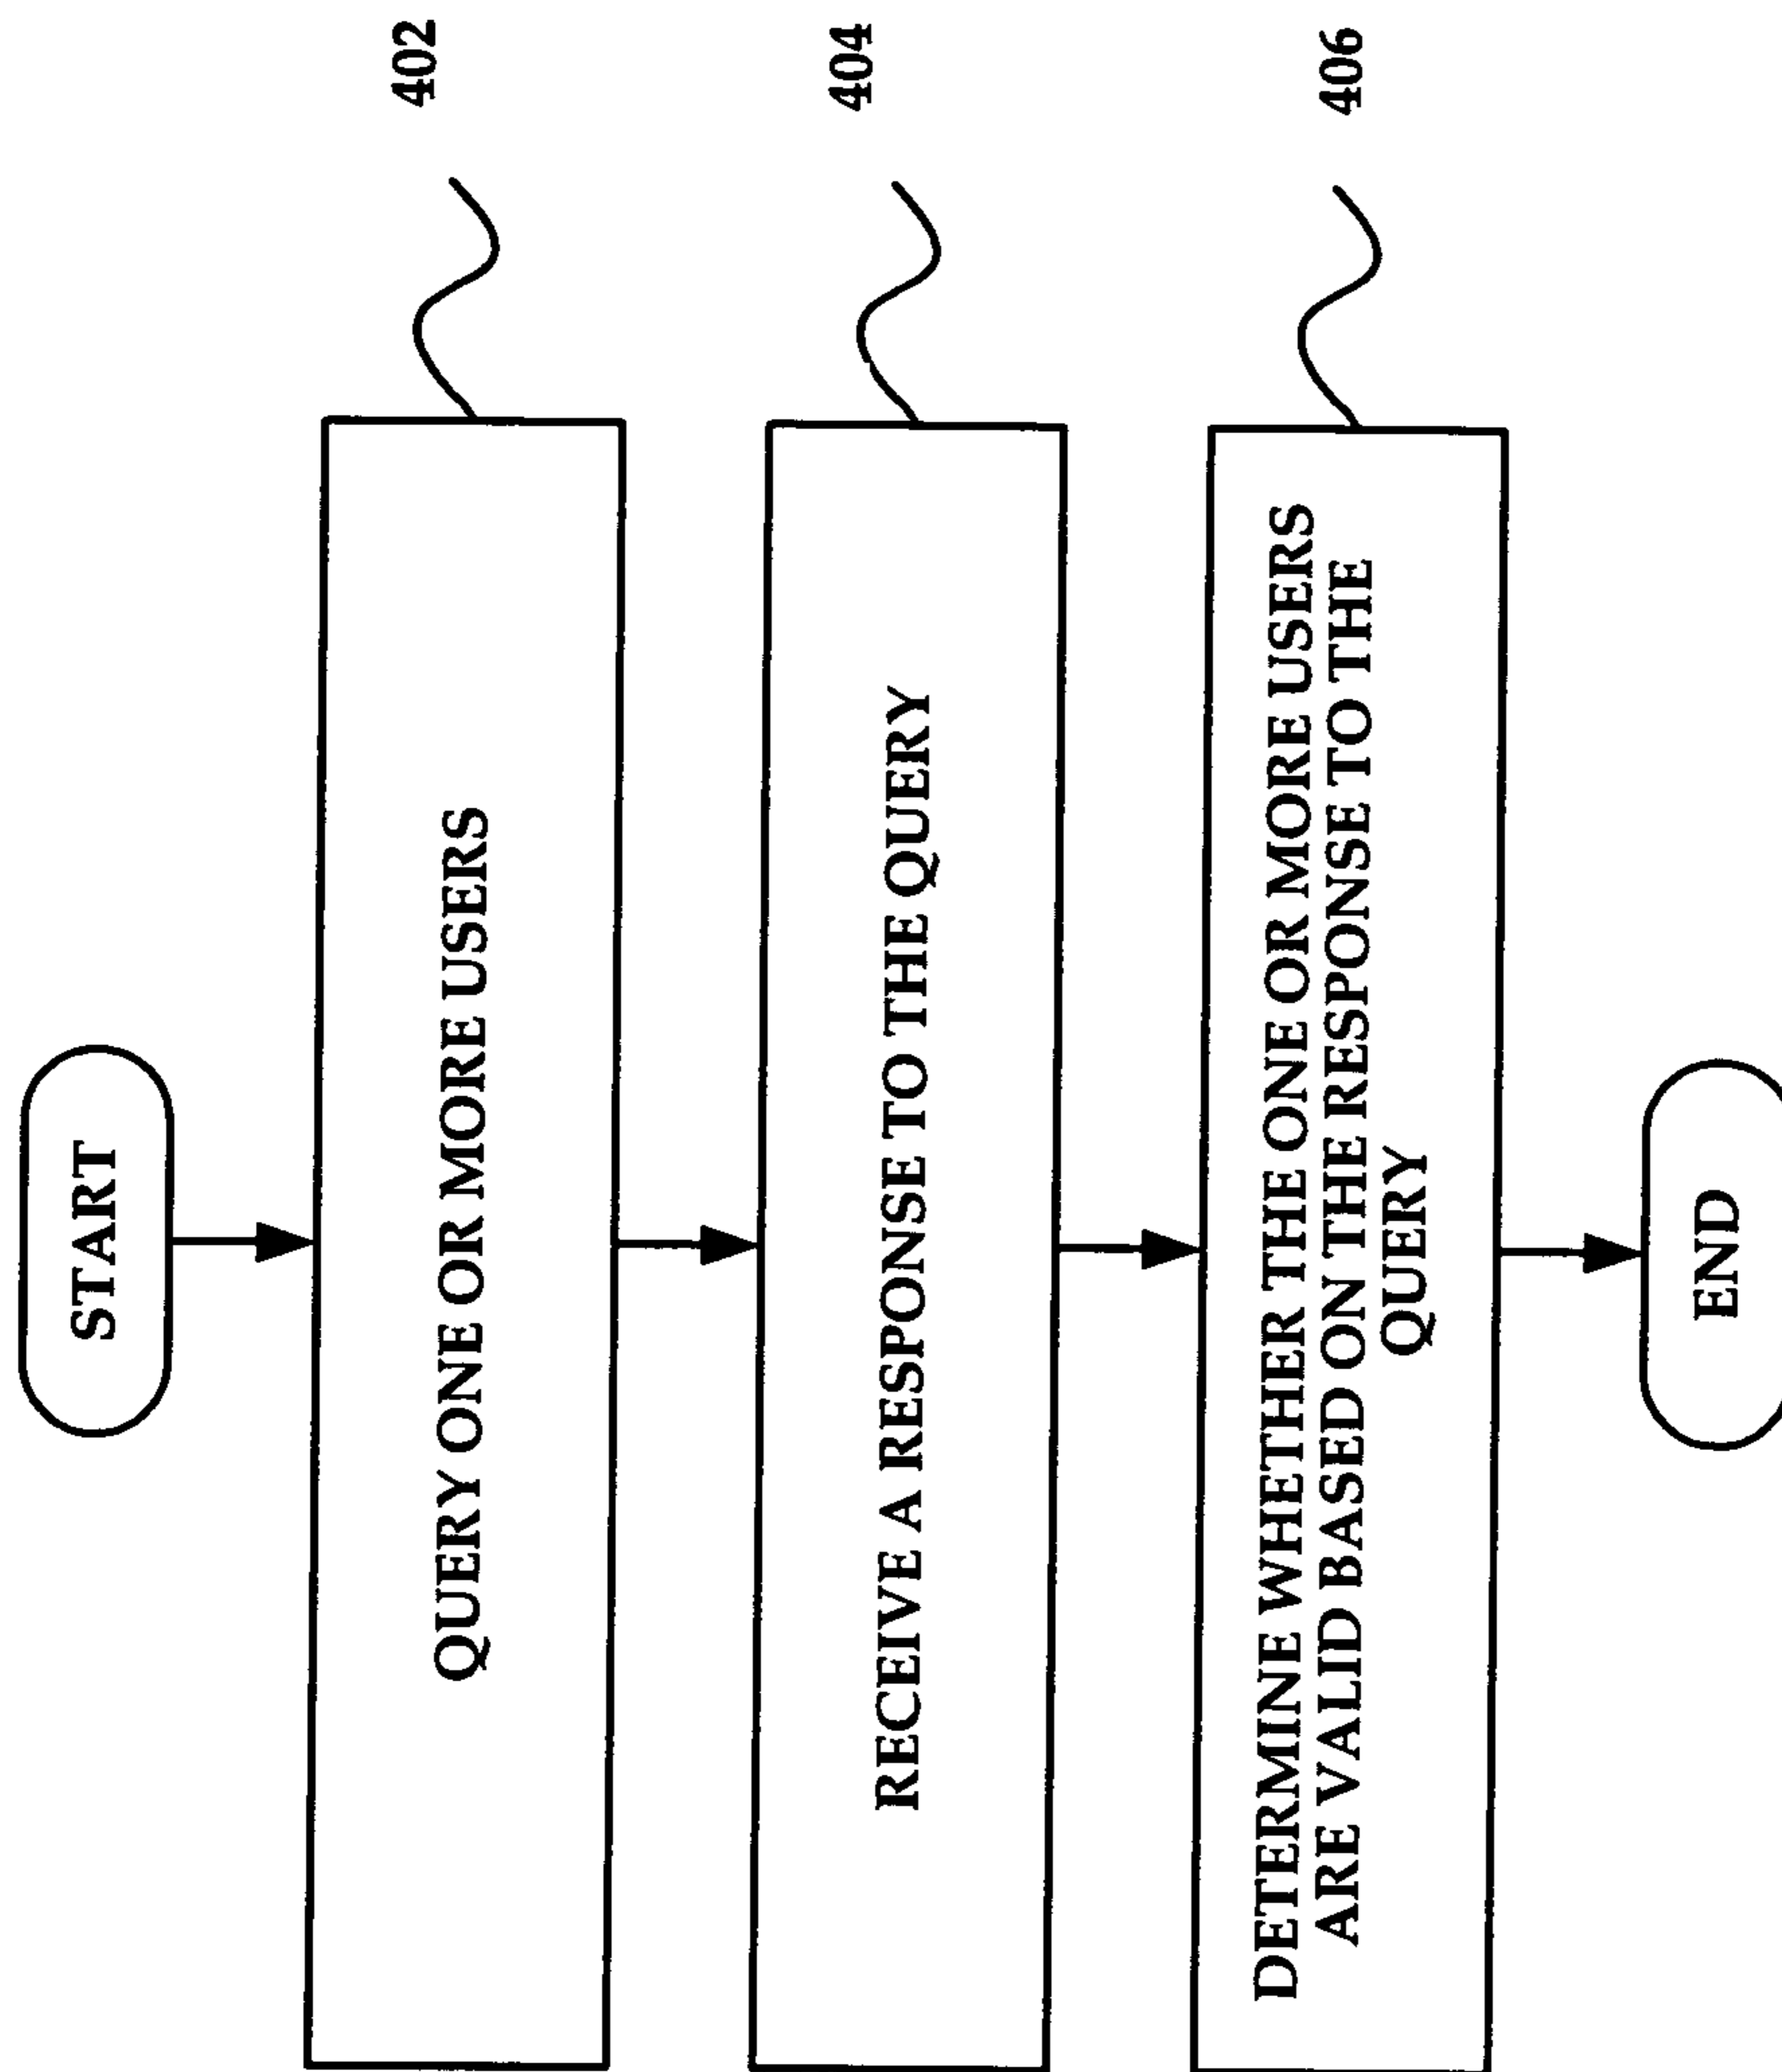 START
QUERY ONE OR MORE USERS
402
RECEIVE A RESPONSE TO THE QUERY
404
DETERMINE WHETHER THE ONE OR MORE USERS
ARE VALID BASED ON THE RESPONSE TO THE
QUERY
406
END